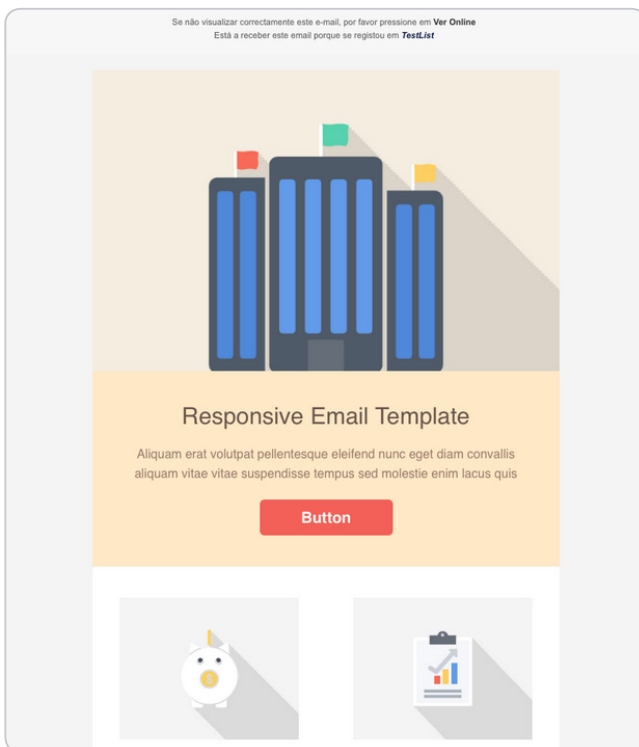 Se não visualizar correctamente este e-mail, por favor pressione em Ver Online
Está a receber este email porque se registou em TestList
Responsive Email Template
Aliquam erat volutpat pellentesque eleifend nunc eget diam convallis
aliquam vitae vitae suspendisse tempus sed molestie enim lacus quis
Button